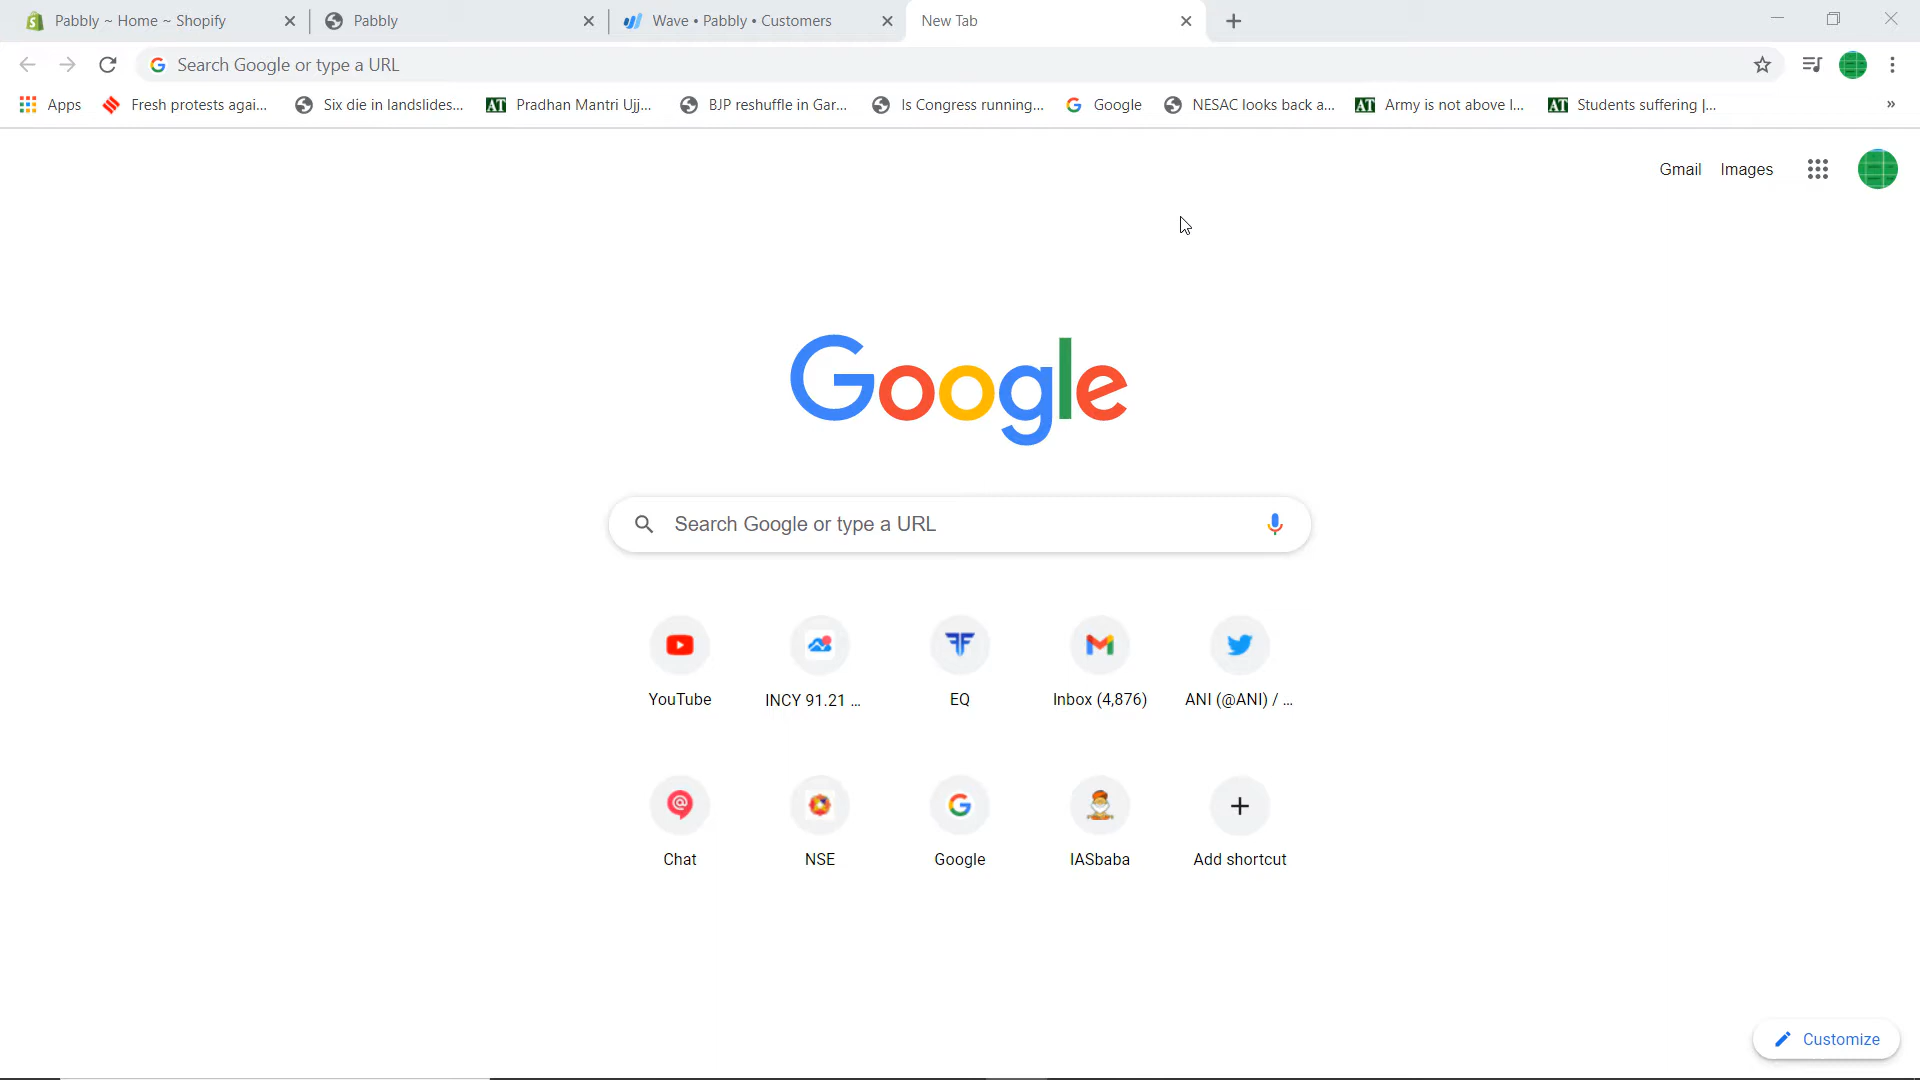 Pabbly ~ Home ~ Shopify
Pabbly
Wave • Pabbly • Customers
New Tab
Search Google or type a URL
Apps
Fresh protests agai...
Six die in landslides...
AT Pradhan Mantri Ujj...
BJP reshuffle in Gar...
Is Congress running...
Google
NESAC looks back a...
AT Army is not above l...
AT Students suffering |...
»
Gmail
Images
Google
Search Google or type a URL
YouTube
INCY 91.21 ...
EQ
Inbox (4,876)
ANI (@ANI) / ...
Chat
NSE
Google
IASbaba
Add shortcut
Customize